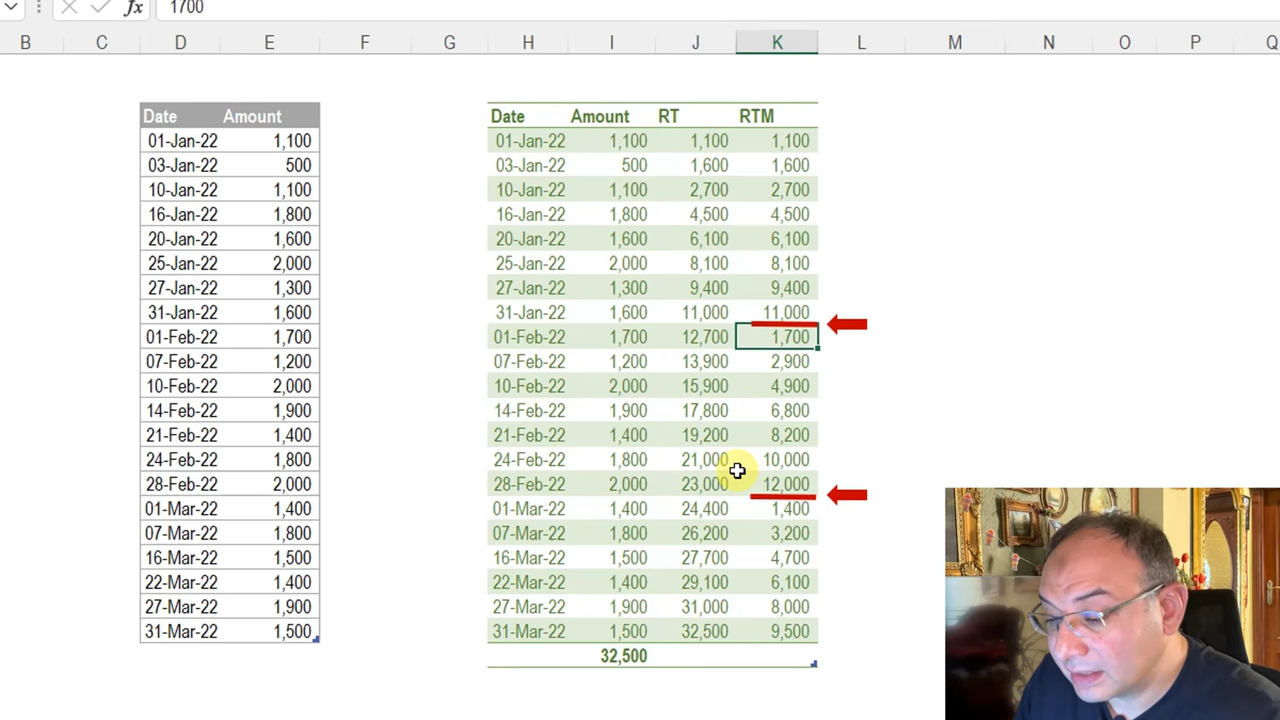 fx 1700
B C D E F G H I J K L M N O P Q
Date Amount Date Amount RT RTM
01-Jan-22 1,100 01-Jan-22 1,100 1,100 1,100
03-Jan-22 500 03-Jan-22 500 1,600 1,600
10-Jan-22 1,100 10-Jan-22 1,100 2,700 2,700
16-Jan-22 1,800 16-Jan-22 1,800 4,500 4,500
20-Jan-22 1,600 20-Jan-22 1,600 6,100 6,100
25-Jan-22 2,000 25-Jan-22 2,000 8,100 8,100
27-Jan-22 1,300 27-Jan-22 1,300 9,400 9,400
31-Jan-22 1,600 31-Jan-22 1,600 11,000 11,000
01-Feb-22 1,700 01-Feb-22 1,700 12,700 1,700
07-Feb-22 1,200 07-Feb-22 1,200 13,900 2,900
10-Feb-22 2,000 10-Feb-22 2,000 15,900 4,900
14-Feb-22 1,900 14-Feb-22 1,900 17,800 6,800
21-Feb-22 1,400 21-Feb-22 1,400 19,200 8,200
24-Feb-22 1,800 24-Feb-22 1,800 21,000 10,000
28-Feb-22 2,000 28-Feb-22 2,000 23,000 12,000
01-Mar-22 1,400 01-Mar-22 1,400 24,400 1,400
07-Mar-22 1,800 07-Mar-22 1,800 26,200 3,200
16-Mar-22 1,500 16-Mar-22 1,500 27,700 4,700
22-Mar-22 1,400 22-Mar-22 1,400 29,100 6,100
27-Mar-22 1,900 27-Mar-22 1,900 31,000 8,000
31-Mar-22 1,500 31-Mar-22 1,500 32,500 9,500
32,500